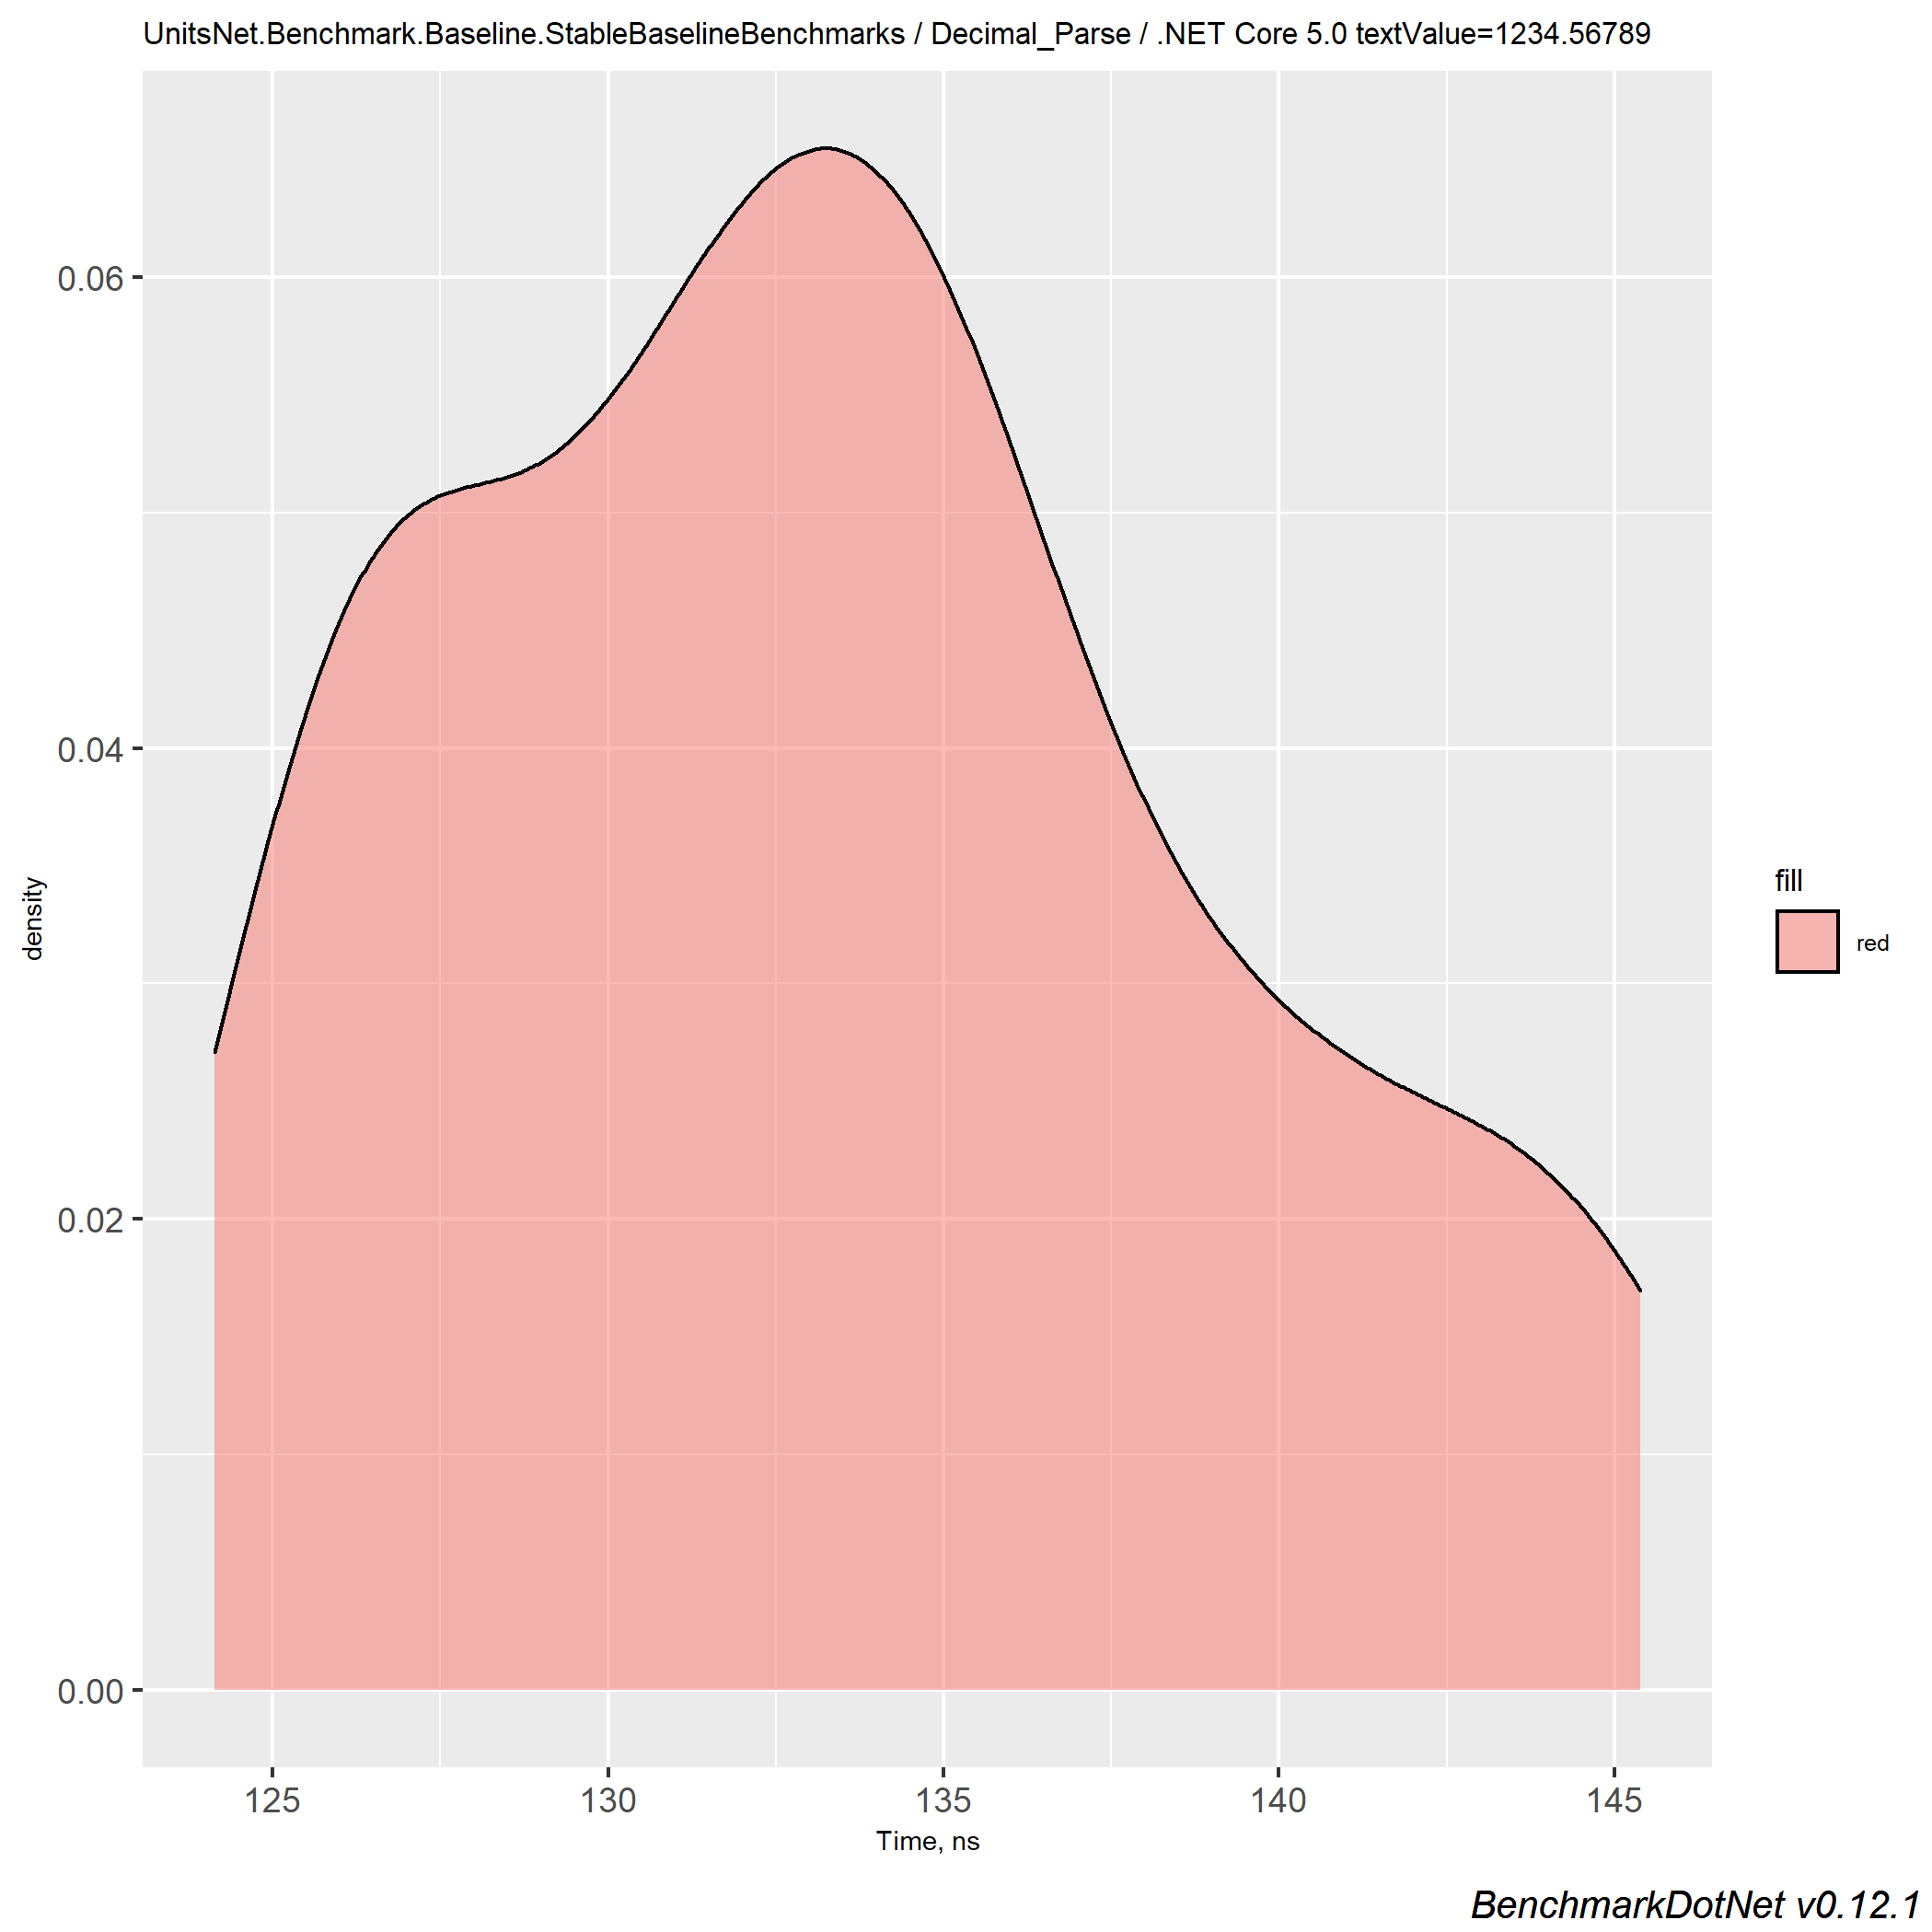 UnitsNet.Benchmark.Baseline.StableBaselineBenchmarks / Decimal_Parse / .NET Core 5.0 textValue=1234.56789
0.06
0.04
0.02
0.00
density
125 130 135 140 145
Time, ns
fill
red
BenchmarkDotNet v0.12.1